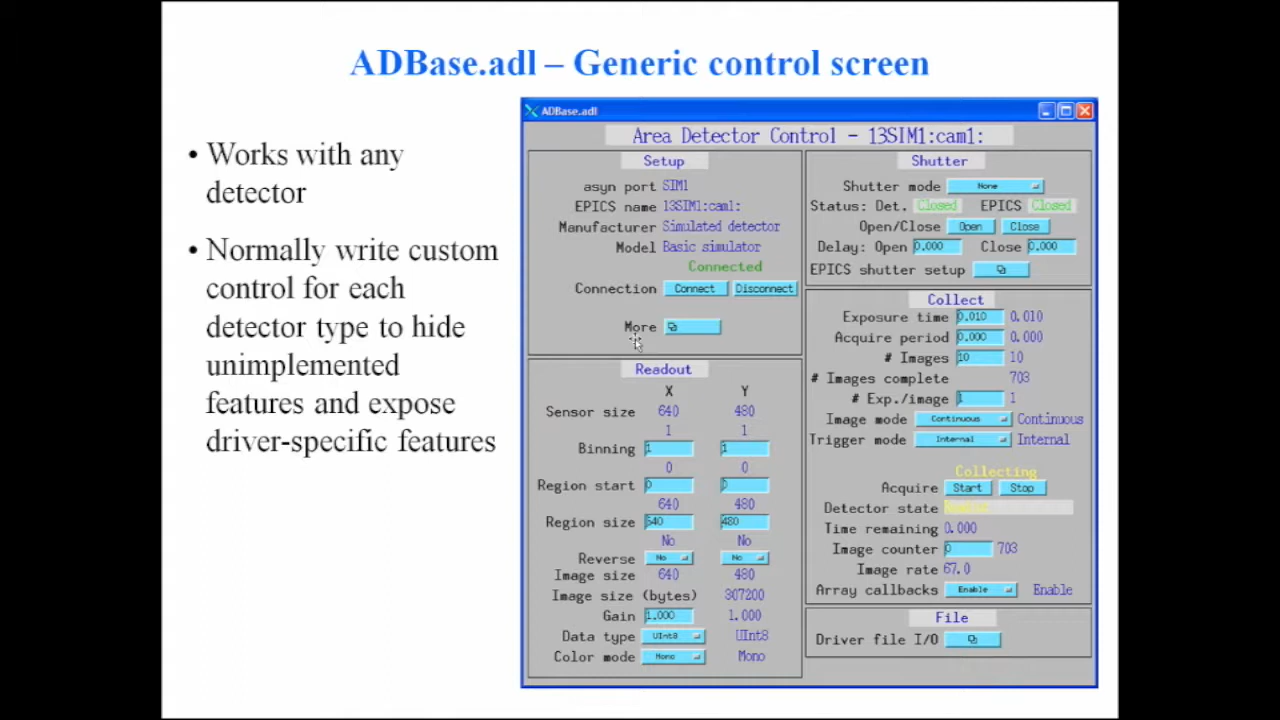 ADBase.adl – Generic control screen
• Works with any
detector
• Normally write custom
control for each
detector type to hide
unimplemented
features and expose
driver-specific features
ADBase.adl
Area Detector Control - 13SIM1:cam1:
Setup
asyn port SIM1
EPICS name 13SIM1:cam1:
Manufacturer Simulated detector
Model Basic simulator
Connected
Connection Connect Disconnect
More
Readout
X Y
Sensor size 640 480
1 1
Binning 1 1
0 0
Region start 0 0
640 480
Region size 640 480
No No
Reverse No No
Image size 640 480
Image size (bytes) 307200
Gain 1.000 1.000
Data type UInt8 UInt8
Color mode Mono Mono
Shutter
Shutter mode None
Status: Det. Closed EPICS Closed
Open/Close Open Close
Delay: Open 0.000 Close 0.000
EPICS shutter setup
Collect
Exposure time 0.010 0.010
Acquire period 0.000 0.000
# Images 10 10
# Images complete 703
# Exp./image 1 1
Image mode Continuous Continuous
Trigger mode Internal Internal
Collecting
Acquire Start Stop
Detector state
Time remaining 0.000
Image counter 0 703
Image rate 67.0
Array callbacks Enable Enable
File
Driver file I/O